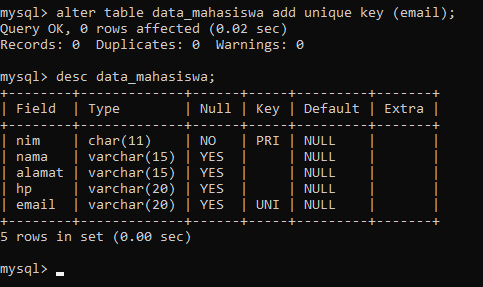 mysql> alter table data_mahasiswa add unique key (email);
Query OK, 0 rows affected (0.02 sec)
Records: 0  Duplicates: 0  Warnings: 0

mysql> desc data_mahasiswa;
+--------+-------------+------+-----+---------+-------+
| Field  | Type        | Null | Key | Default | Extra |
+--------+-------------+------+-----+---------+-------+
| nim    | char(11)    | NO   | PRI | NULL    |       |
| nama   | varchar(15) | YES  |     | NULL    |       |
| alamat | varchar(15) | YES  |     | NULL    |       |
| hp     | varchar(20) | YES  |     | NULL    |       |
| email  | varchar(20) | YES  | UNI | NULL    |       |
+--------+-------------+------+-----+---------+-------+
5 rows in set (0.00 sec)

mysql> _